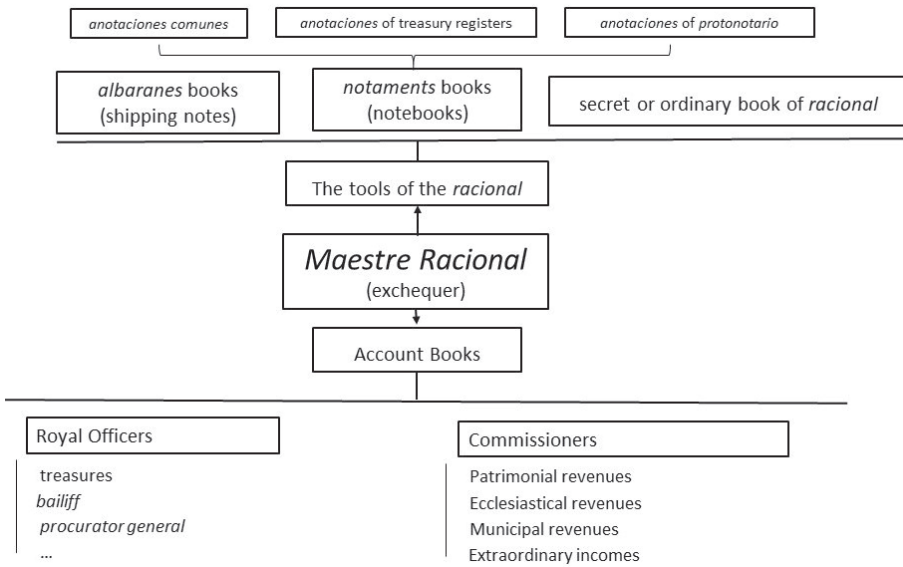 anotaciones comunes
anotaciones of treasury registers
anotaciones of protonotario
albaranes books
(shipping notes)
notaments books
(notebooks)
secret or ordinary book of racional
The tools of the racional
Maestre Racional
(exchequer)
Account Books
Royal Officers
treasures
bailiff
procurator general
...
Commissioners
Patrimonial revenues
Ecclesiastical revenues
Municipal revenues
Extraordinary incomes